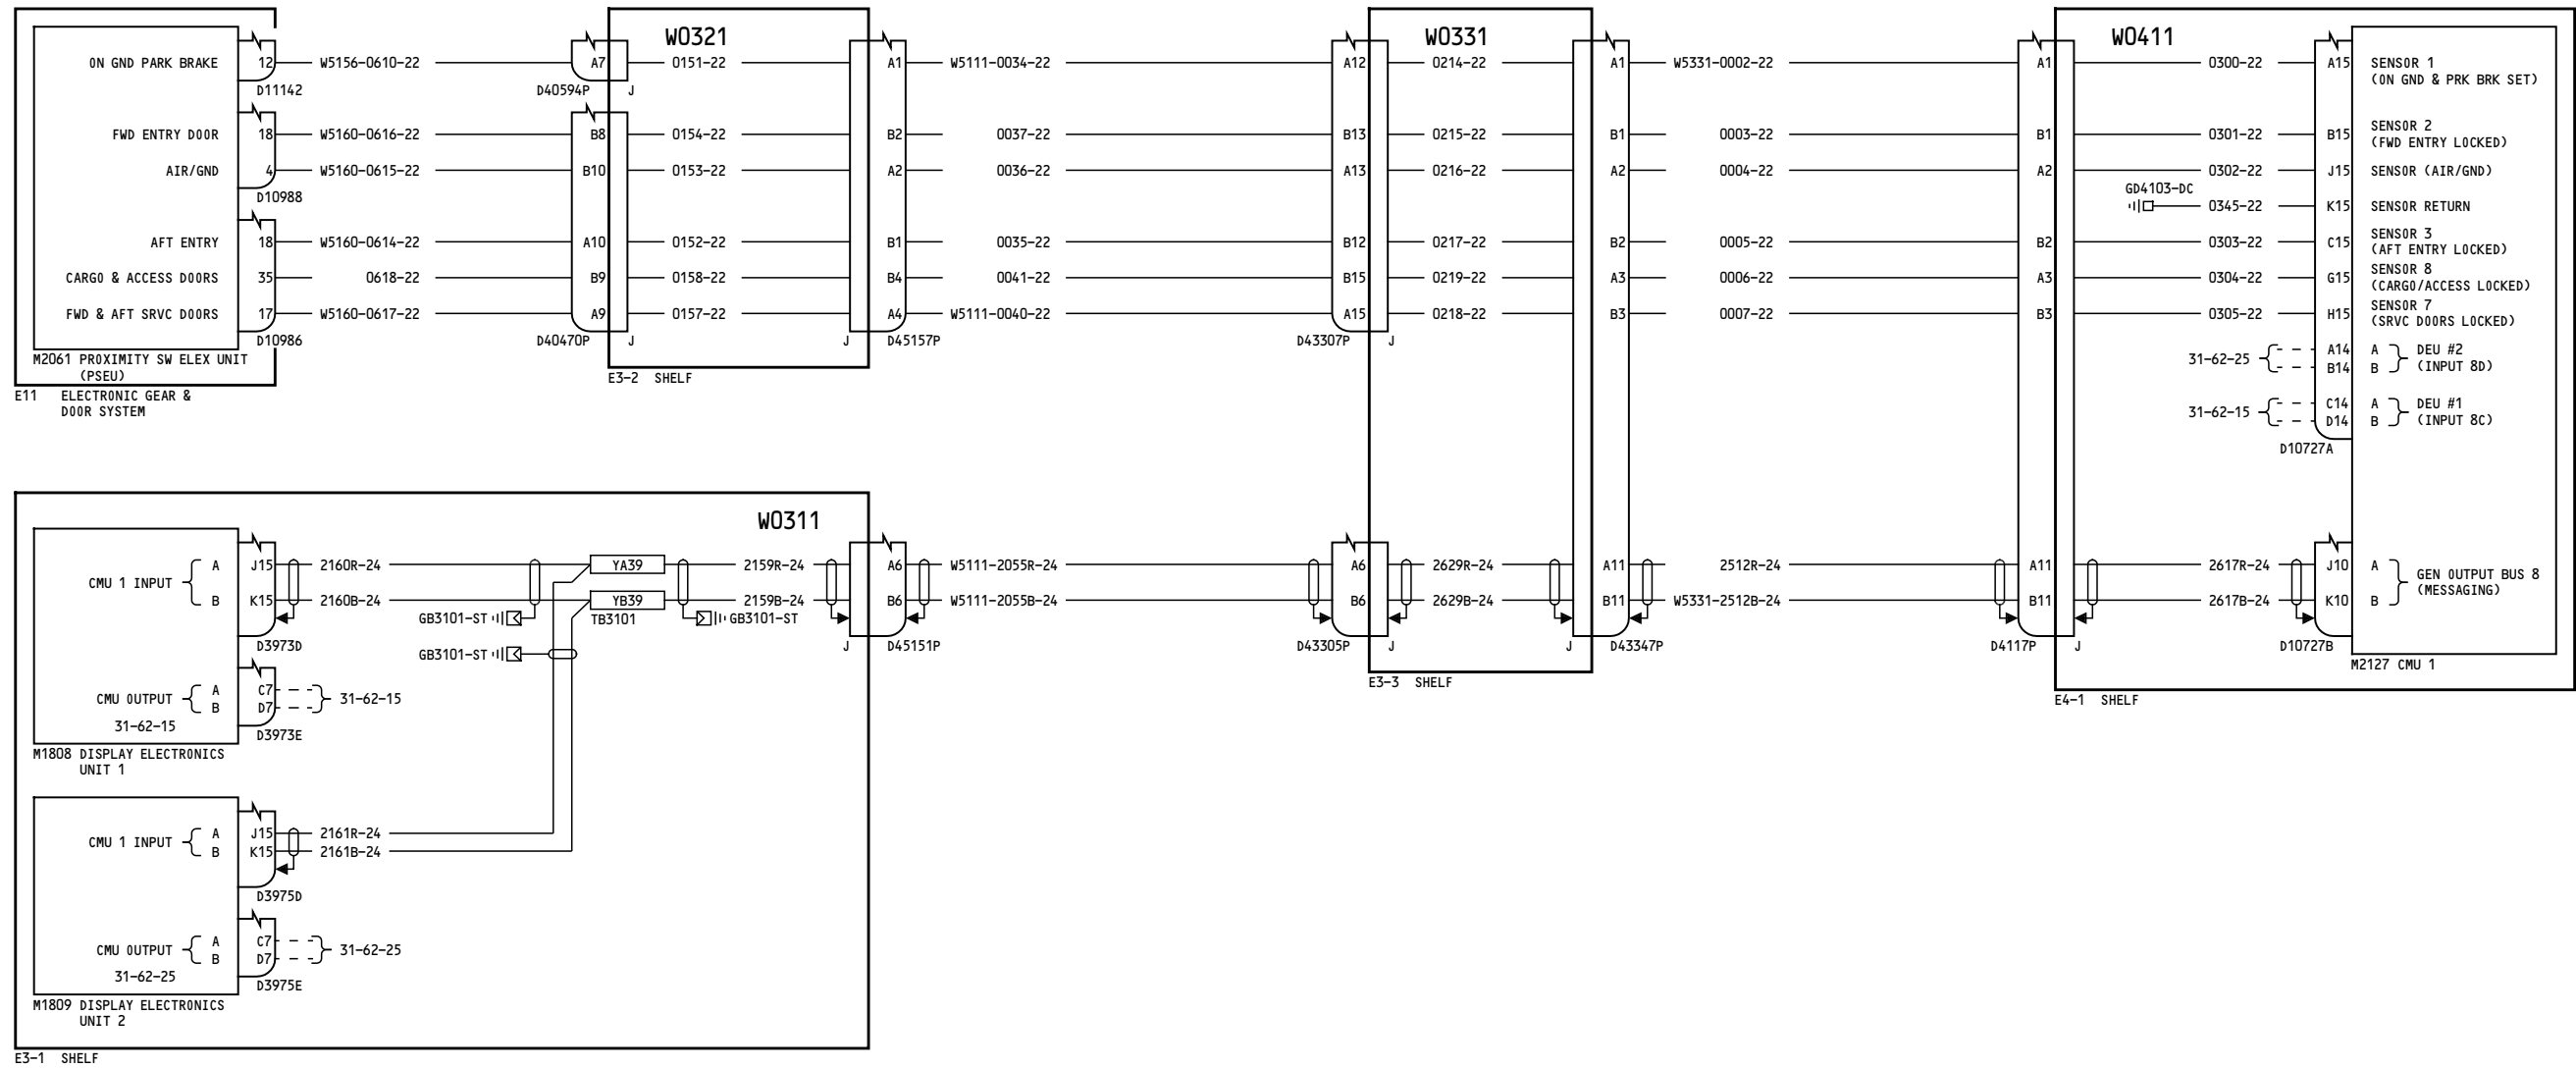 W0321
W0331
W0411
ON GND PARK BRAKE 12 W5156-0610-22 A7 0151-22 A1 W5111-0034-22 A12 0214-22 A1 W5331-0002-22 A1 0300-22 A15 SENSOR 1
(ON GND & PRK BRK SET)
D11142 D40594P J
FWD ENTRY DOOR 18 W5160-0616-22 B8 0154-22 B2 0037-22 B13 0215-22 B1 0003-22 B1 0301-22 B15 SENSOR 2
(FWD ENTRY LOCKED)
AIR/GND 4 W5160-0615-22 B10 0153-22 A2 0036-22 A13 0216-22 A2 0004-22 A2 0302-22 J15 SENSOR (AIR/GND)
D10988
GD4103-DC 0345-22 K15 SENSOR RETURN
AFT ENTRY 18 W5160-0614-22 A10 0152-22 B1 0035-22 B12 0217-22 B2 0005-22 B2 0303-22 C15 SENSOR 3
(AFT ENTRY LOCKED)
CARGO & ACCESS DOORS 35 0618-22 B9 0158-22 B4 0041-22 B15 0219-22 A3 0006-22 A3 0304-22 G15 SENSOR 8
(CARGO/ACCESS LOCKED)
FWD & AFT SRVC DOORS 17 W5160-0617-22 A9 0157-22 A4 W5111-0040-22 A15 0218-22 B3 0007-22 B3 0305-22 H15 SENSOR 7
(SRVC DOORS LOCKED)
D10986 D40470P J J D45157P D43307P J
M2061 PROXIMITY SW ELEX UNIT
(PSEU)
E11 ELECTRONIC GEAR &
DOOR SYSTEM
E3-2 SHELF
31-62-25 A14 A DEU #2
B14 B (INPUT 8D)
31-62-15 C14 A DEU #1
D14 B (INPUT 8C)
D10727A
W0311
CMU 1 INPUT A J15 2160R-24 YA39 2159R-24 A6 W5111-2055R-24 A6 2629R-24 A11 2512R-24 A11 2617R-24 J10 A GEN OUTPUT BUS 8
(MESSAGING)
B K15 2160B-24 YB39 2159B-24 B6 W5111-2055B-24 B6 2629B-24 B11 W5331-2512B-24 B11 2617B-24 K10 B
GB3101-ST TB3101 GB3101-ST
D3973D J D45151P D43305P J J D43347P D4117P J D10727B
GB3101-ST
M2127 CMU 1
E3-3 SHELF
E4-1 SHELF
CMU OUTPUT A C7 31-62-15
B D7
31-62-15
D3973E
M1808 DISPLAY ELECTRONICS
UNIT 1
CMU 1 INPUT A J15 2161R-24
B K15 2161B-24
D3975D
CMU OUTPUT A C7 31-62-25
B D7
31-62-25
D3975E
M1809 DISPLAY ELECTRONICS
UNIT 2
E3-1 SHELF